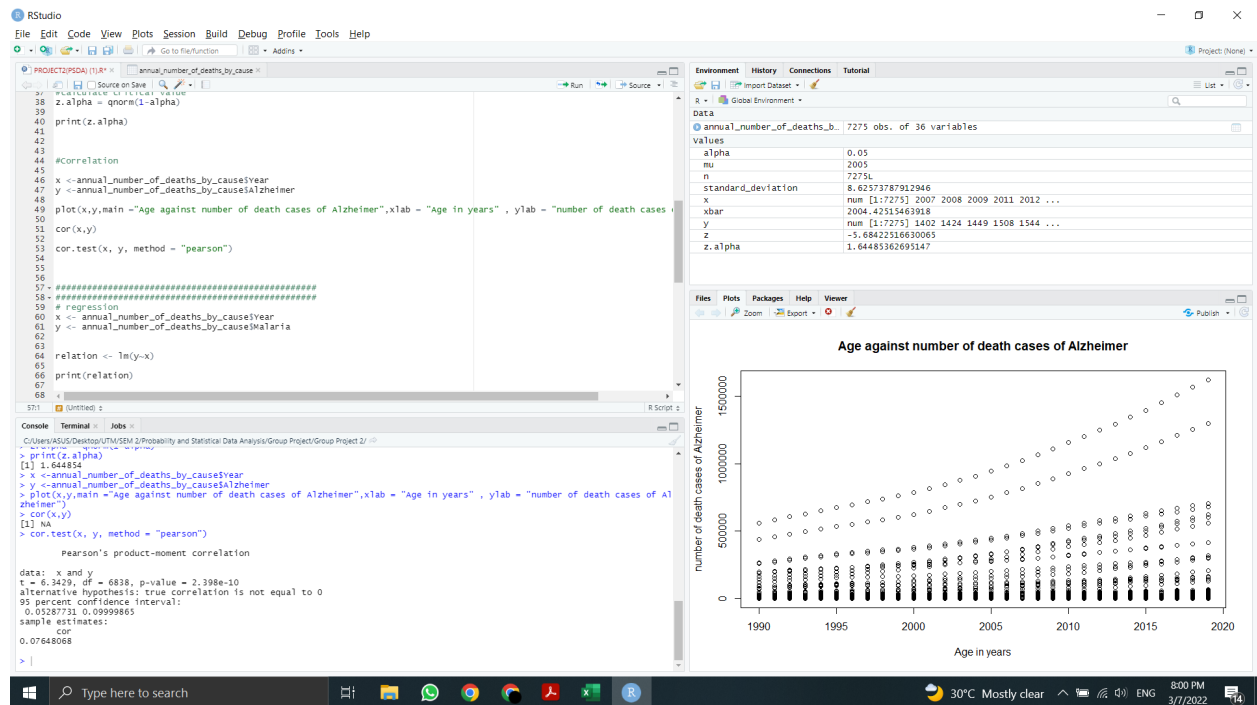 RStudio
File Edit Code View Plots Session Build Debug Profile Tools Help
Go to file/function Addins
Project: (None)
PROJECT2(PSDA) (1).R* annual_number_of_deaths_by_cause
Source on Save Run Source
37 #Calculate critical value
38 z.alpha = qnorm(1-alpha)
39
40 print(z.alpha)
41
42
43
44 #Correlation
45
46 x <-annual_number_of_deaths_by_cause$Year
47 y <-annual_number_of_deaths_by_cause$Alzheimer
48
49 plot(x,y,main ="Age against number of death cases of Alzheimer",xlab = "Age in years" , ylab = "number of death cases
50
51 cor(x,y)
52
53 cor.test(x, y, method = "pearson")
54
55
56
57 ##################################################
58 ##################################################
59 # regression
60 x <- annual_number_of_deaths_by_cause$Year
61 y <- annual_number_of_deaths_by_cause$Malaria
62
63
64 relation <- lm(y~x)
65
66 print(relation)
67
68
57:1 (Untitled) R Script
Console Terminal Jobs
C:/Users/ASUS/Desktop/UTM/SEM 2/Probability and Statistical Data Analysis/Group Project/Group Project 2/
> z.alpha = qnorm(1-alpha)
> print(z.alpha)
[1] 1.644854
> x <-annual_number_of_deaths_by_cause$Year
> y <-annual_number_of_deaths_by_cause$Alzheimer
> plot(x,y,main ="Age against number of death cases of Alzheimer",xlab = "Age in years" , ylab = "number of death cases of Al
zheimer")
> cor(x,y)
[1] NA
> cor.test(x, y, method = "pearson")
Pearson's product-moment correlation
data: x and y
t = 6.3429, df = 6838, p-value = 2.398e-10
alternative hypothesis: true correlation is not equal to 0
95 percent confidence interval:
0.05287731 0.09999865
sample estimates:
cor
0.07648068
>
Environment History Connections Tutorial
Import Dataset List
R Global Environment
Data
annual_number_of_deaths_b… 7275 obs. of 36 variables
Values
alpha 0.05
mu 2005
n 7275L
standard_deviation 8.62573787912946
x num [1:7275] 2007 2008 2009 2011 2012 ...
xbar 2004.42515463918
y num [1:7275] 1402 1424 1449 1508 1544 ...
z -5.68422516630065
z.alpha 1.64485362695147
Files Plots Packages Help Viewer
Zoom Export Publish
Age against number of death cases of Alzheimer
number of death cases of Alzheimer
1500000
1000000
500000
0
1990 1995 2000 2005 2010 2015 2020
Age in years
Type here to search
30°C Mostly clear ENG 8:00 PM
3/7/2022 14